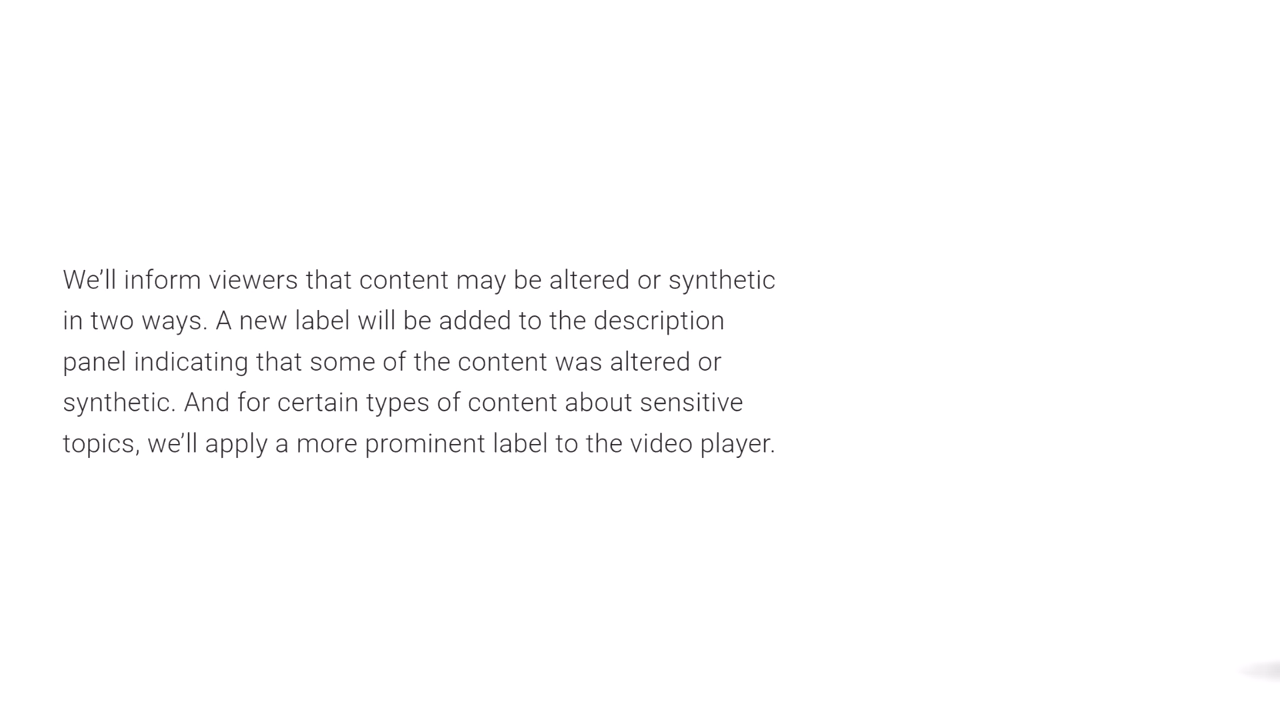 We’ll inform viewers that content may be altered or synthetic
in two ways. A new label will be added to the description
panel indicating that some of the content was altered or
synthetic. And for certain types of content about sensitive
topics, we’ll apply a more prominent label to the video player.